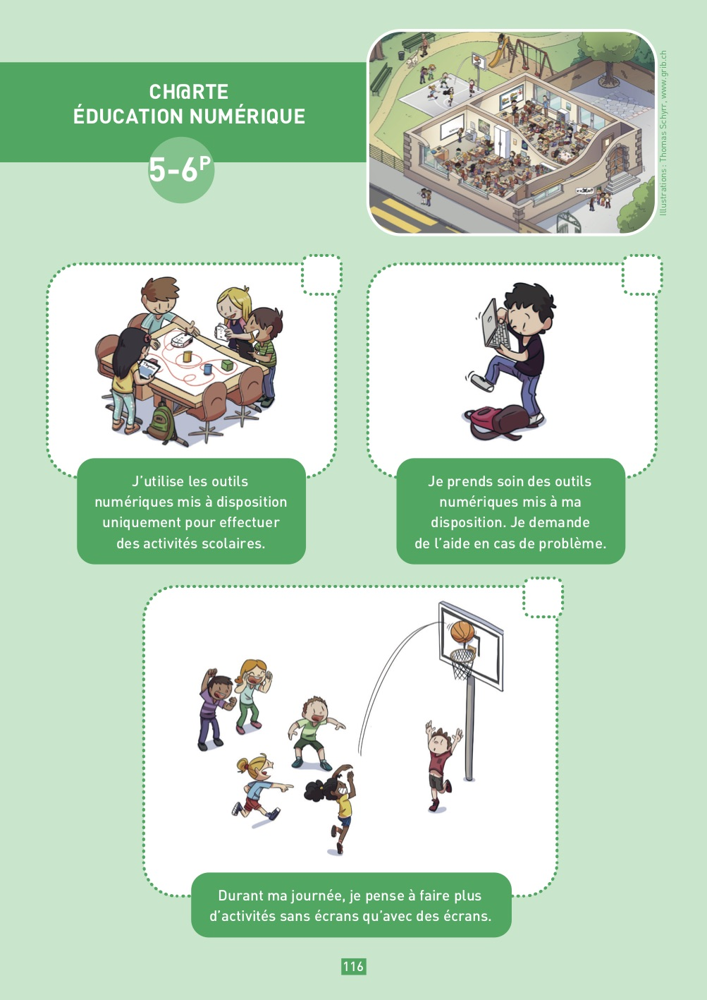 CH@RTE
ÉDUCATION NUMÉRIQUE
5-6P
Illustrations : Thomas Schyrr, www.grib.ch
J'utilise les outils
numériques mis à disposition
uniquement pour effectuer
des activités scolaires.
Je prends soin des outils
numériques mis à ma
disposition. Je demande
de l'aide en cas de problème.
Durant ma journée, je pense à faire plus
d'activités sans écrans qu'avec des écrans.
116